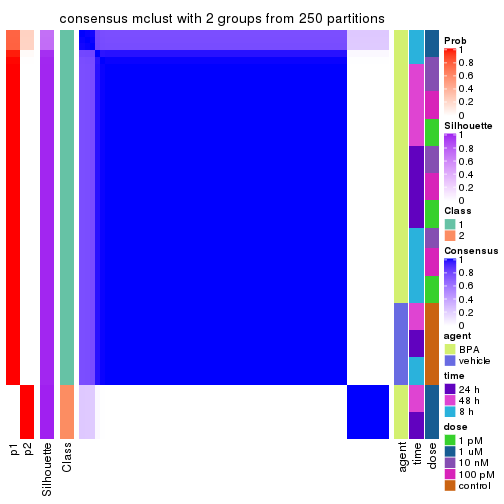 consensus mclust with 2 groups from 250 partitions
p1
p2
Silhouette
Class
agent
time
dose
Prob
1
0.8
0.6
0.4
0.2
0
Silhouette
1
0.8
0.6
0.4
0.2
0
Class
1
2
Consensus
1
0.8
0.6
0.4
0.2
0
agent
BPA
vehicle
time
24 h
48 h
8 h
dose
1 pM
1 uM
10 nM
100 pM
control